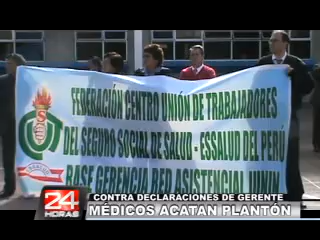 FEDERACIÓN CENTRO UNIÓN DE TRABAJADORES
DEL SEGURO SOCIAL DE SALUD - ESSALUD DEL PERÚ
BASE GERENCIA RED ASISTENCIAL
CUT
24
HORAS
CONTRA DECLARACIONES DE GERENTE
MÉDICOS ACATAN PLANTÓN